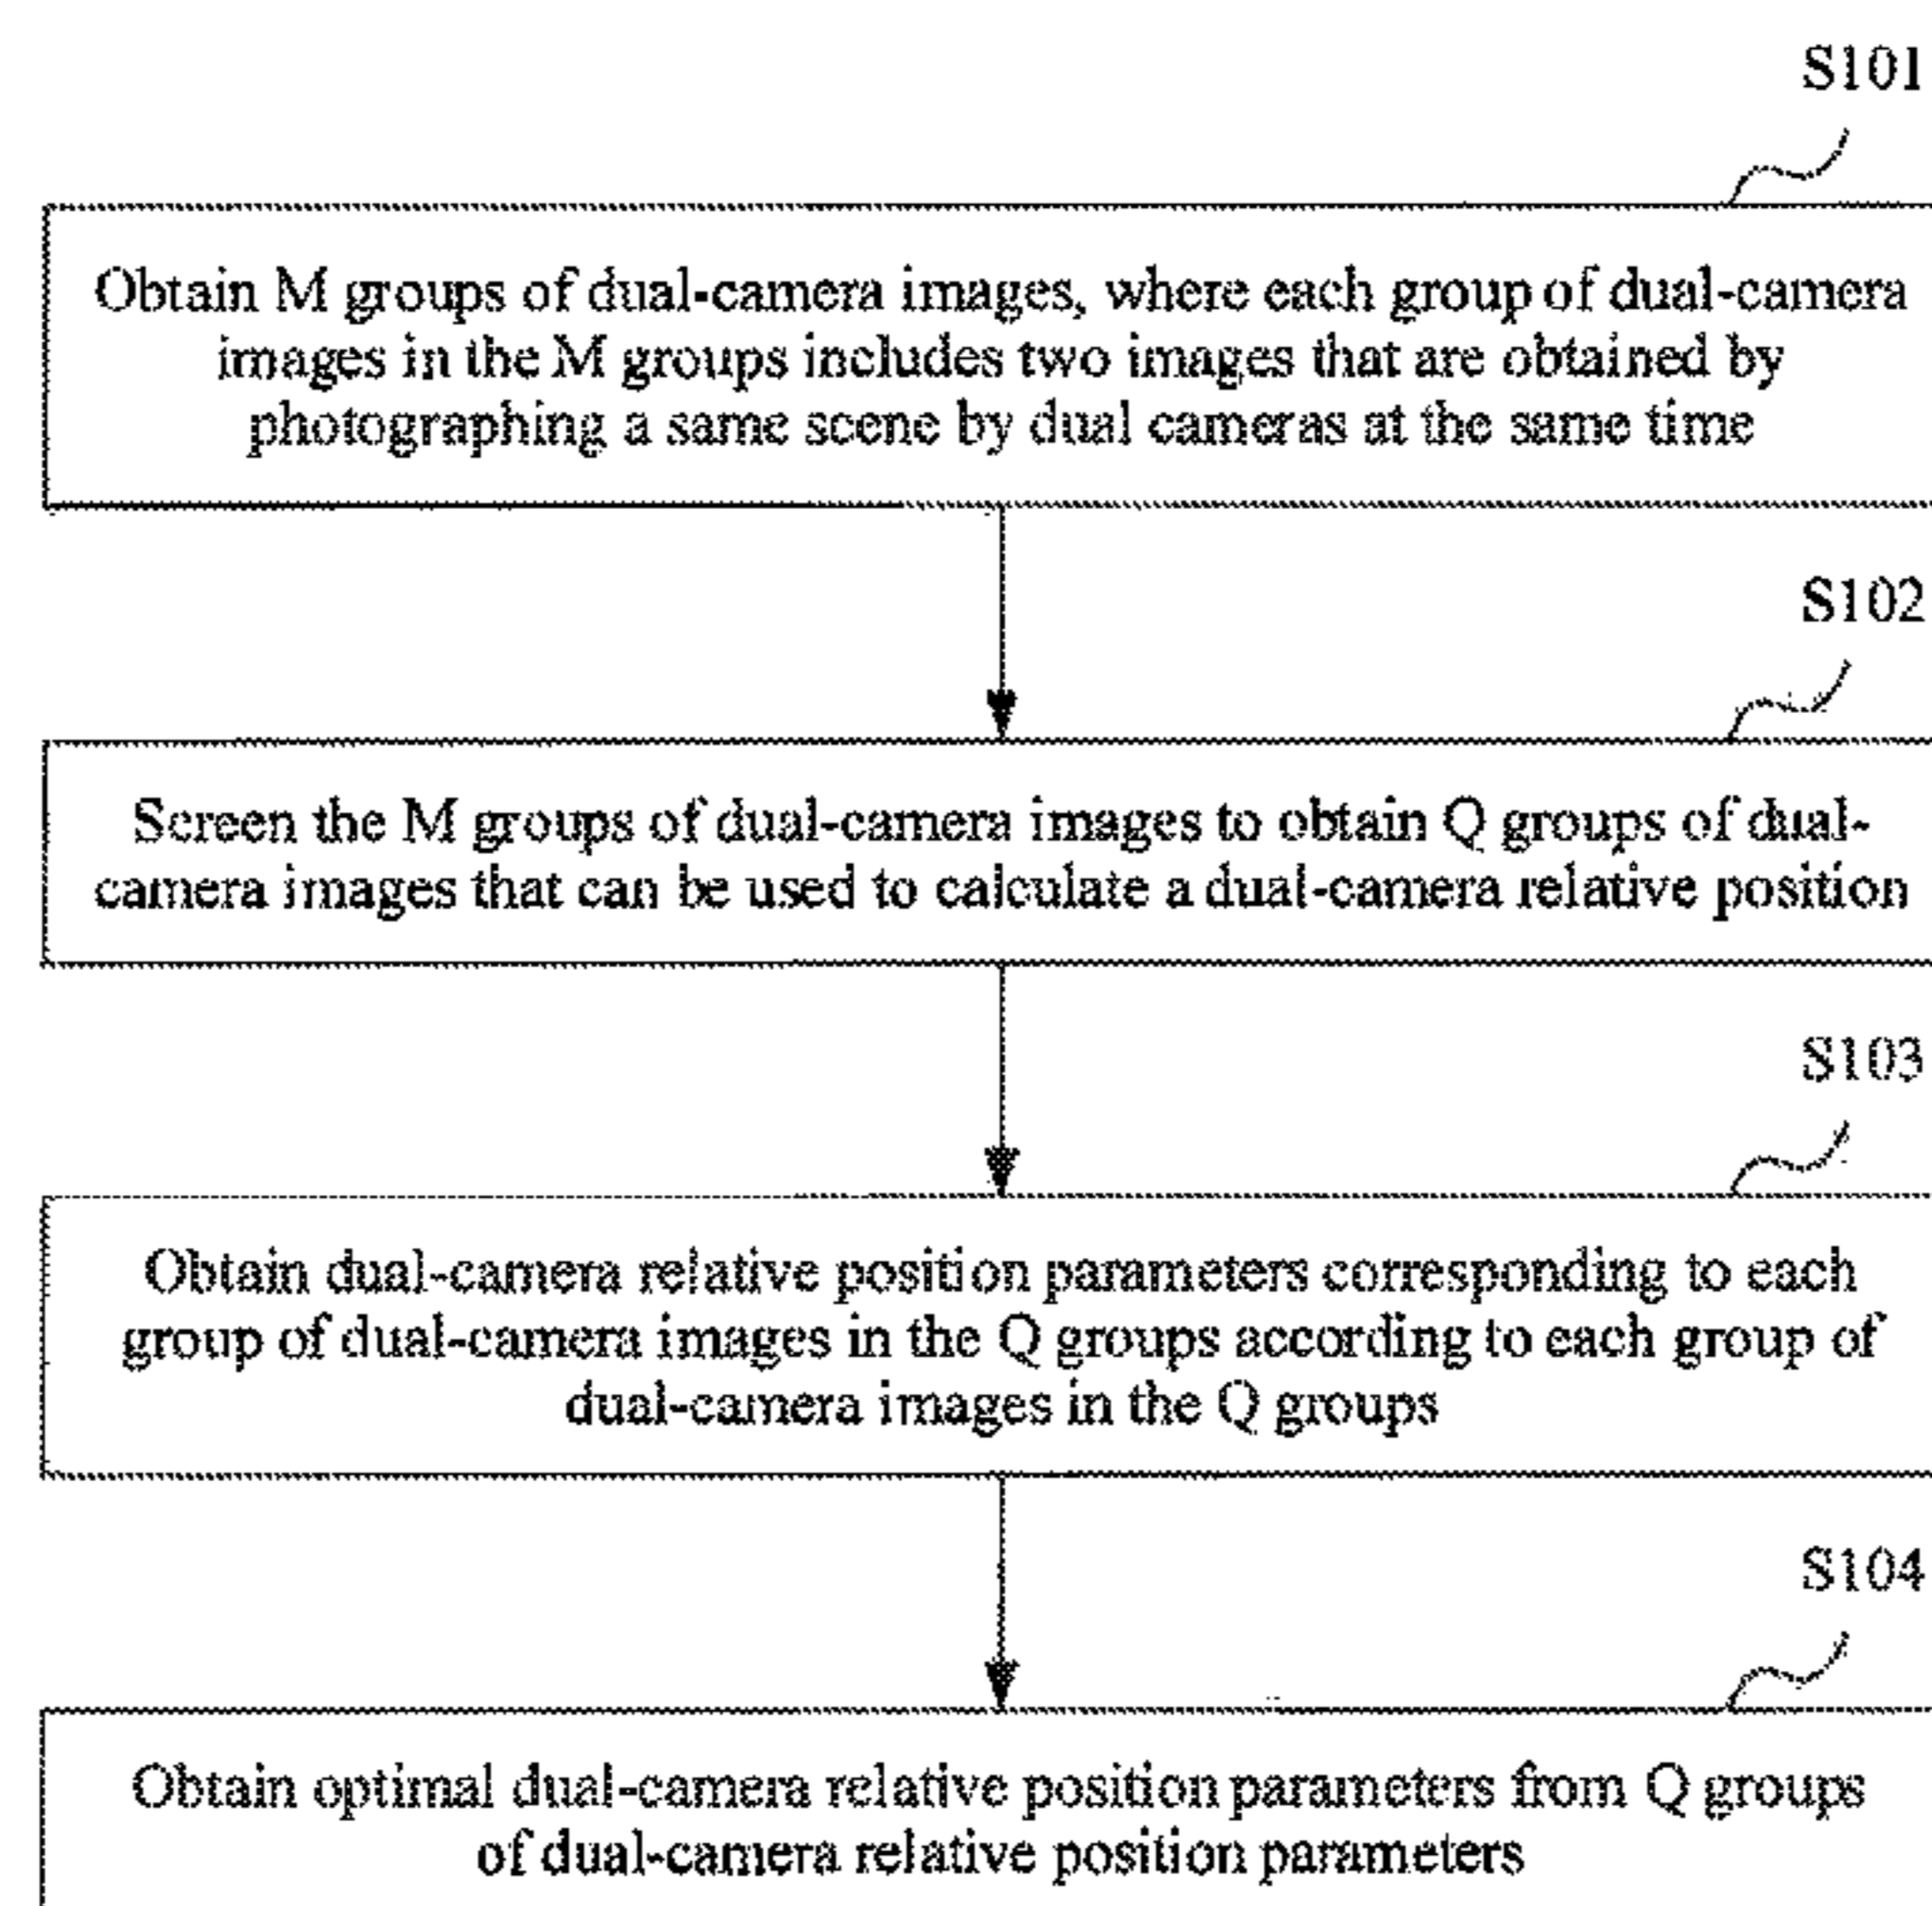 S101
Obtain M groups of dual-camera images, where each group of dual-camera
images in the M groups includes two images that are obtained by
photographing a same scene by dual cameras at the same time
S102
Screen the M groups of dual-camera images to obtain Q groups of dual-
camera images that can be used to calculate a dual-camera relative position
S103
Obtain dual-camera relative position parameters corresponding to each
group of dual-camera images in the Q groups according to each group of
dual-camera images in the Q groups
S104
Obtain optimal dual-camera relative position parameters from Q groups
of dual-camera relative position parameters